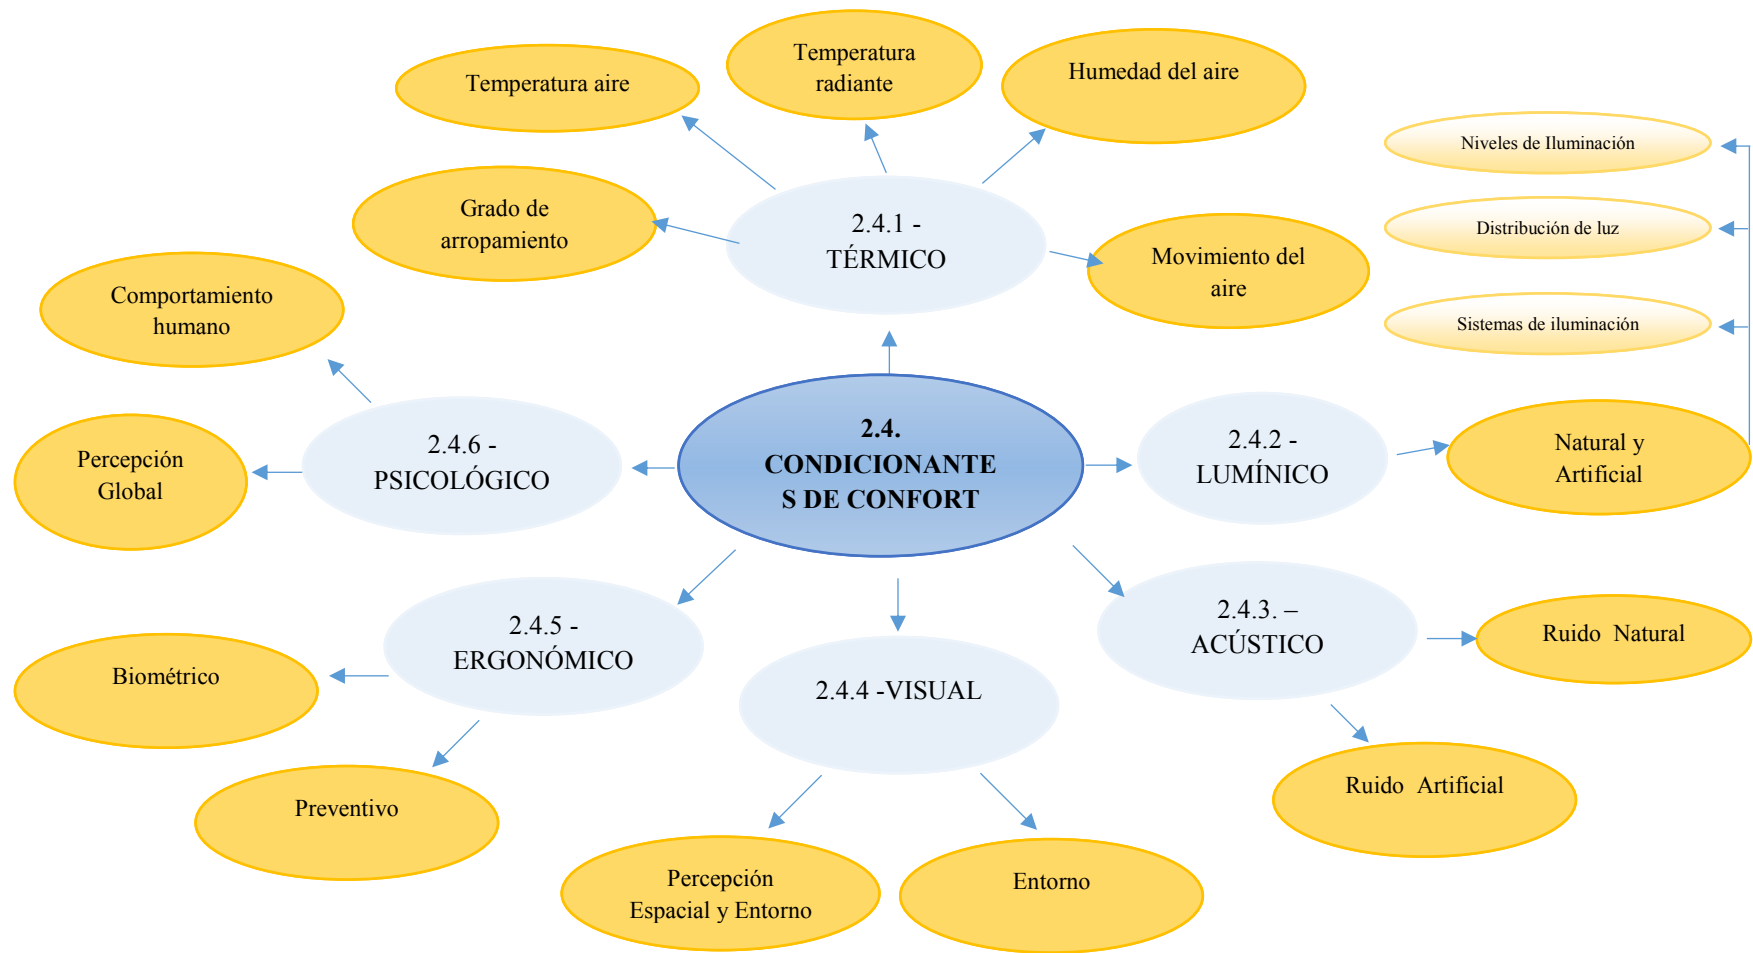 Temperatura
radiante
Temperatura aire
Humedad del aire
Niveles de Iluminación
Grado de
arropamiento
2.4.1 -
TÉRMICO
Distribución de luz
Movimiento del
aire
Comportamiento
humano
Sistemas de iluminación
2.4.
CONDICIONANTE
S DE CONFORT
2.4.6 -
PSICOLÓGICO
Percepción
Global
2.4.2 -
LUMÍNICO
Natural y
Artificial
2.4.5 -
ERGONÓMICO
2.4.3. –
ACÚSTICO
Ruido Natural
Biométrico
2.4.4 -VISUAL
Preventivo
Ruido Artificial
Percepción
Espacial y Entorno
Entorno